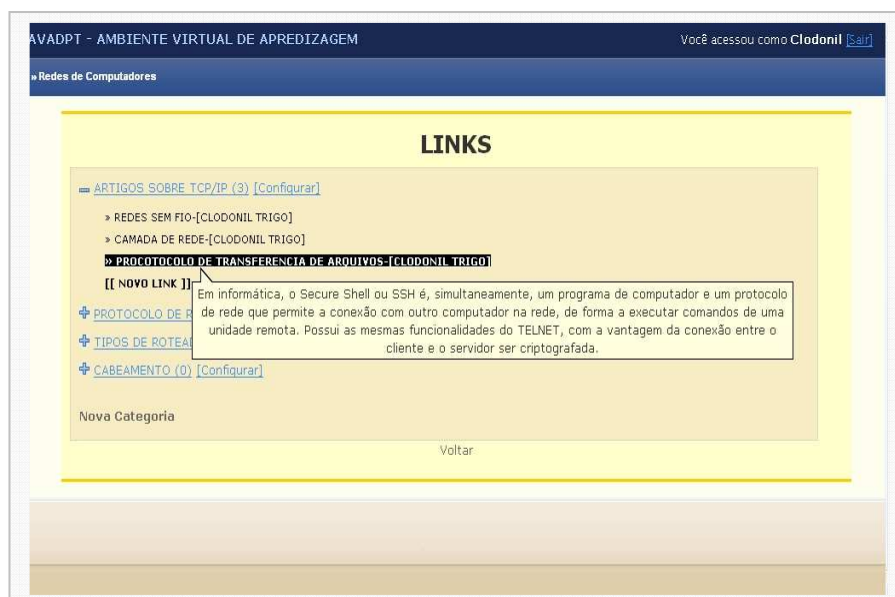 AVADPT - AMBIENTE VIRTUAL DE APREDIZAGEM
Você acessou como Clodonil [Sair]
» Redes de Computadores
LINKS
ARTIGOS SOBRE TCP/IP (3) [Configurar]
» REDES SEM FIO-[CLODONIL TRIGO]
» CAMADA DE REDE-[CLODONIL TRIGO]
» PROCOTOCOLO DE TRANSFERENCIA DE ARQUIVOS-[CLODONIL TRIGO]
[[ NOVO LINK ]]
Em informática, o Secure Shell ou SSH é, simultaneamente, um programa de computador e um protocolo
de rede que permite a conexão com outro computador na rede, de forma a executar comandos de uma
unidade remota. Possui as mesmas funcionalidades do TELNET, com a vantagem da conexão entre o
cliente e o servidor ser criptografada.
PROTOCOLO DE
TIPOS DE
CABEAMENTO (0) [Configurar]
Nova Categoria
Voltar